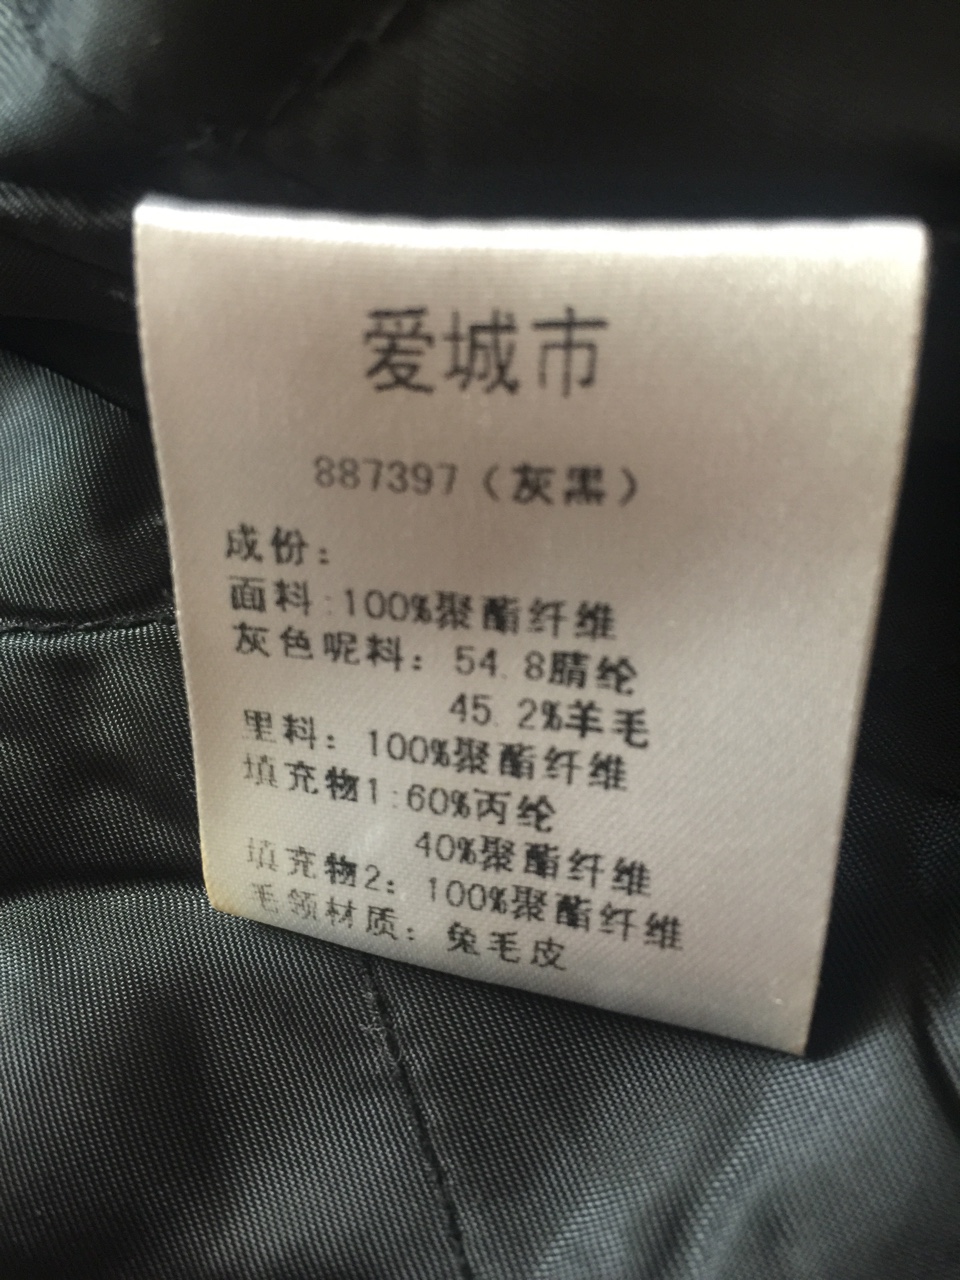 爱城市
887397（灰黑）
成份：
面料:100%聚酯纤维
灰色呢料：54.8腈纶
45.2%羊毛
里料：100%聚酯纤维
填充物1:60%丙纶
40%聚酯纤维
填充物2：100%聚酯纤维
毛领材质：兔毛皮